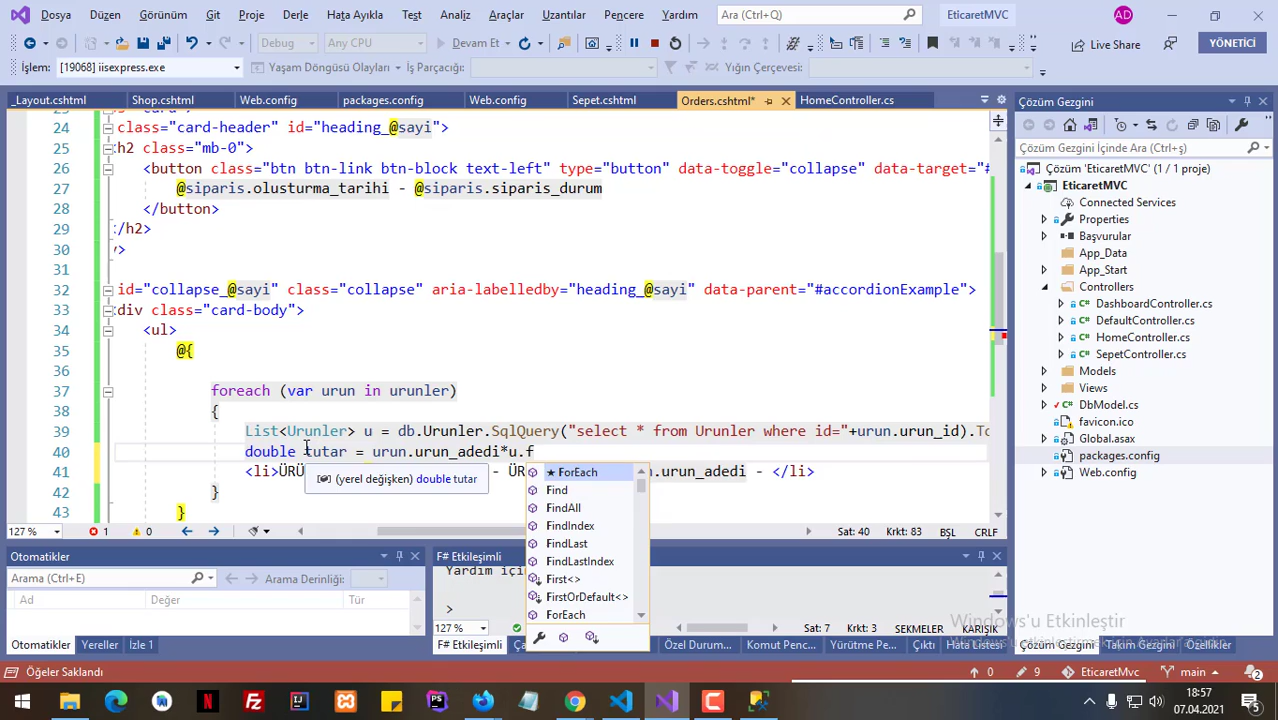 Dosya Düzen Görünüm Git Proje Derle Hata Ayıkla Test Analiz Araçlar Uzantılar Pencere Yardım Ara (Ctrl+Q) EticaretMVC AD
Debug Any CPU Devam Et Live Share YÖNETİCİ
İşlem: [19068] iisexpress.exe Yaşam Döngüsü Olayları İş Parçacığı: Yığın Çerçevesi:
_Layout.cshtml Shop.cshtml Web.config packages.config Web.config Sepet.cshtml Orders.cshtml* HomeController.cs
24 class="card-header" id="heading_@sayi">
25 h2 class="mb-0">
26 <button class="btn btn-link btn-block text-left" type="button" data-toggle="collapse" data-target="#
27 @siparis.olusturma_tarihi - @siparis.siparis_durum
28 </button>
29 /h2>
30 >
31
32 id="collapse_@sayi" class="collapse" aria-labelledby="heading_@sayi" data-parent="#accordionExample">
33 div class="card-body">
34 <ul>
35 @{
36
37 foreach (var urun in urunler)
38 {
39 List<Urunler> u = db.Urunler.SqlQuery("select * from Urunler where id="+urun.urun_id).To
40 double tutar = urun.urun_adedi*u.f
41 <li>ÜRÜ - ÜR n.urun_adedi - </li>
42 }
43 }
(yerel değişken) double tutar
★ ForEach
Find
FindAll
FindIndex
FindLast
FindLastIndex
First<>
FirstOrDefault<>
ForEach
127 % 1 0 Sat: 40 Krkt: 83 BŞL CRLF
Çözüm Gezgini
Çözüm Gezgini İçinde Ara (Ctrl+ş)
Çözüm 'EticaretMVC' (1 / 1 proje)
EticaretMVC
Connected Services
Properties
Başvurular
App_Data
App_Start
Controllers
DashboardController.cs
DefaultController.cs
HomeController.cs
SepetController.cs
Models
Views
DbModel.cs
favicon.ico
Global.asax
packages.config
Web.config
Otomatikler
Arama (Ctrl+E) Arama Derinliği:
Ad Değer Tür
Otomatikler Yereller İzle 1
F# Etkileşimli F# Etkileşimli
Yardım için
>
127 % Sat: 7 Krkt: 3 SEKMELER KARIŞIK
F# Etkileşimli Ça Özel Durum... Komut Penc... Yürütme Pe... Çıktı Hata Listesi
Windows'u Etkinleştir
Windows'u etkinleştirmek için Ayarlar'a gidin.
Çözüm Gezgini Takım Gezgini Özellikler
Öğeler Saklandı 0 9 EticaretMvc main
18:57
07.04.2021
5